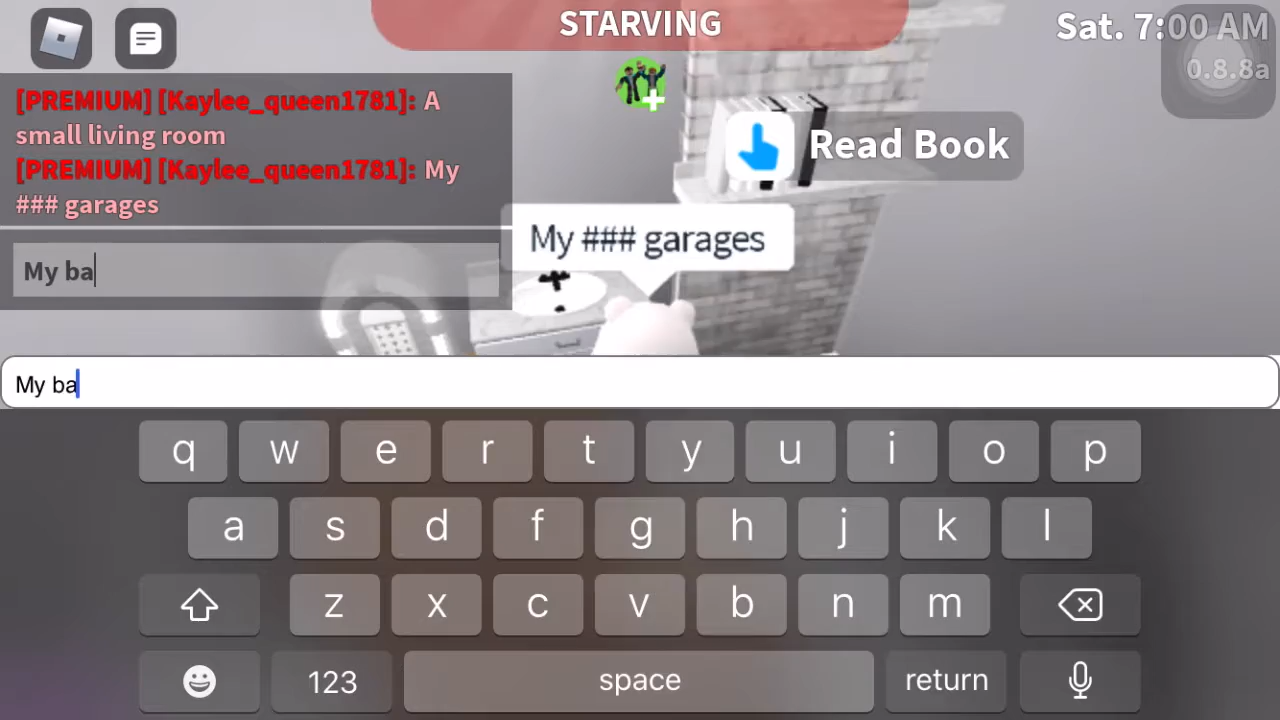 STARVING
Sat. 7:00 AM
0.8.8a
[PREMIUM] [Kaylee_queen1781]: A
small living room
[PREMIUM] [Kaylee_queen1781]: My
### garages
Read Book
My ### garages
My ba
My ba
q w e r t y u i o p
a s d f g h j k l
z x c v b n m
123 space return